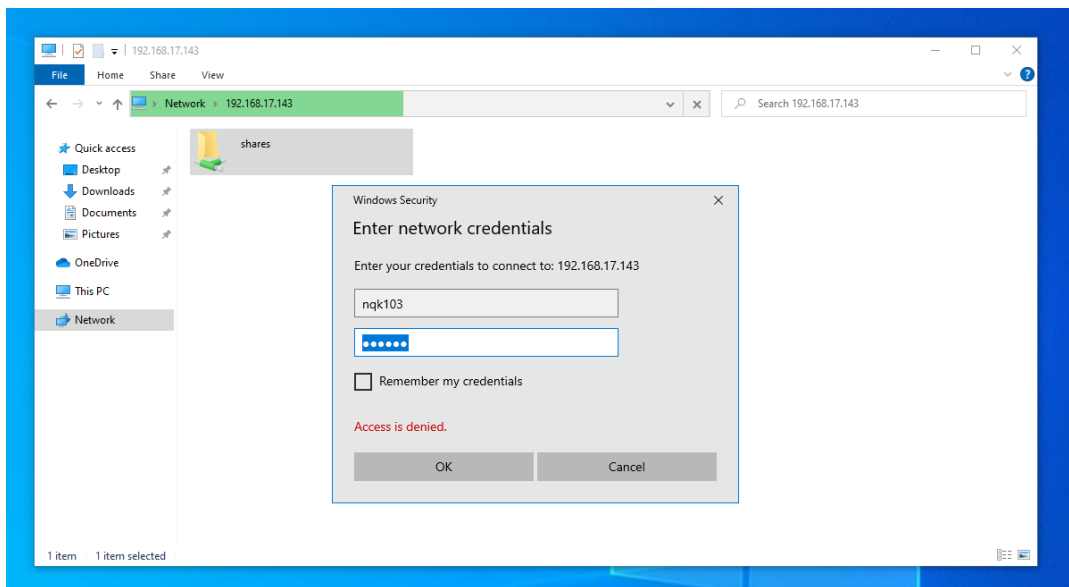 192.168.17.143
File Home Share View
Network > 192.168.17.143
Search 192.168.17.143
Quick access
Desktop
Downloads
Documents
Pictures
OneDrive
This PC
Network
shares
Windows Security
Enter network credentials
Enter your credentials to connect to: 192.168.17.143
nqk103
••••••
Remember my credentials
Access is denied.
OK Cancel
1 item 1 item selected